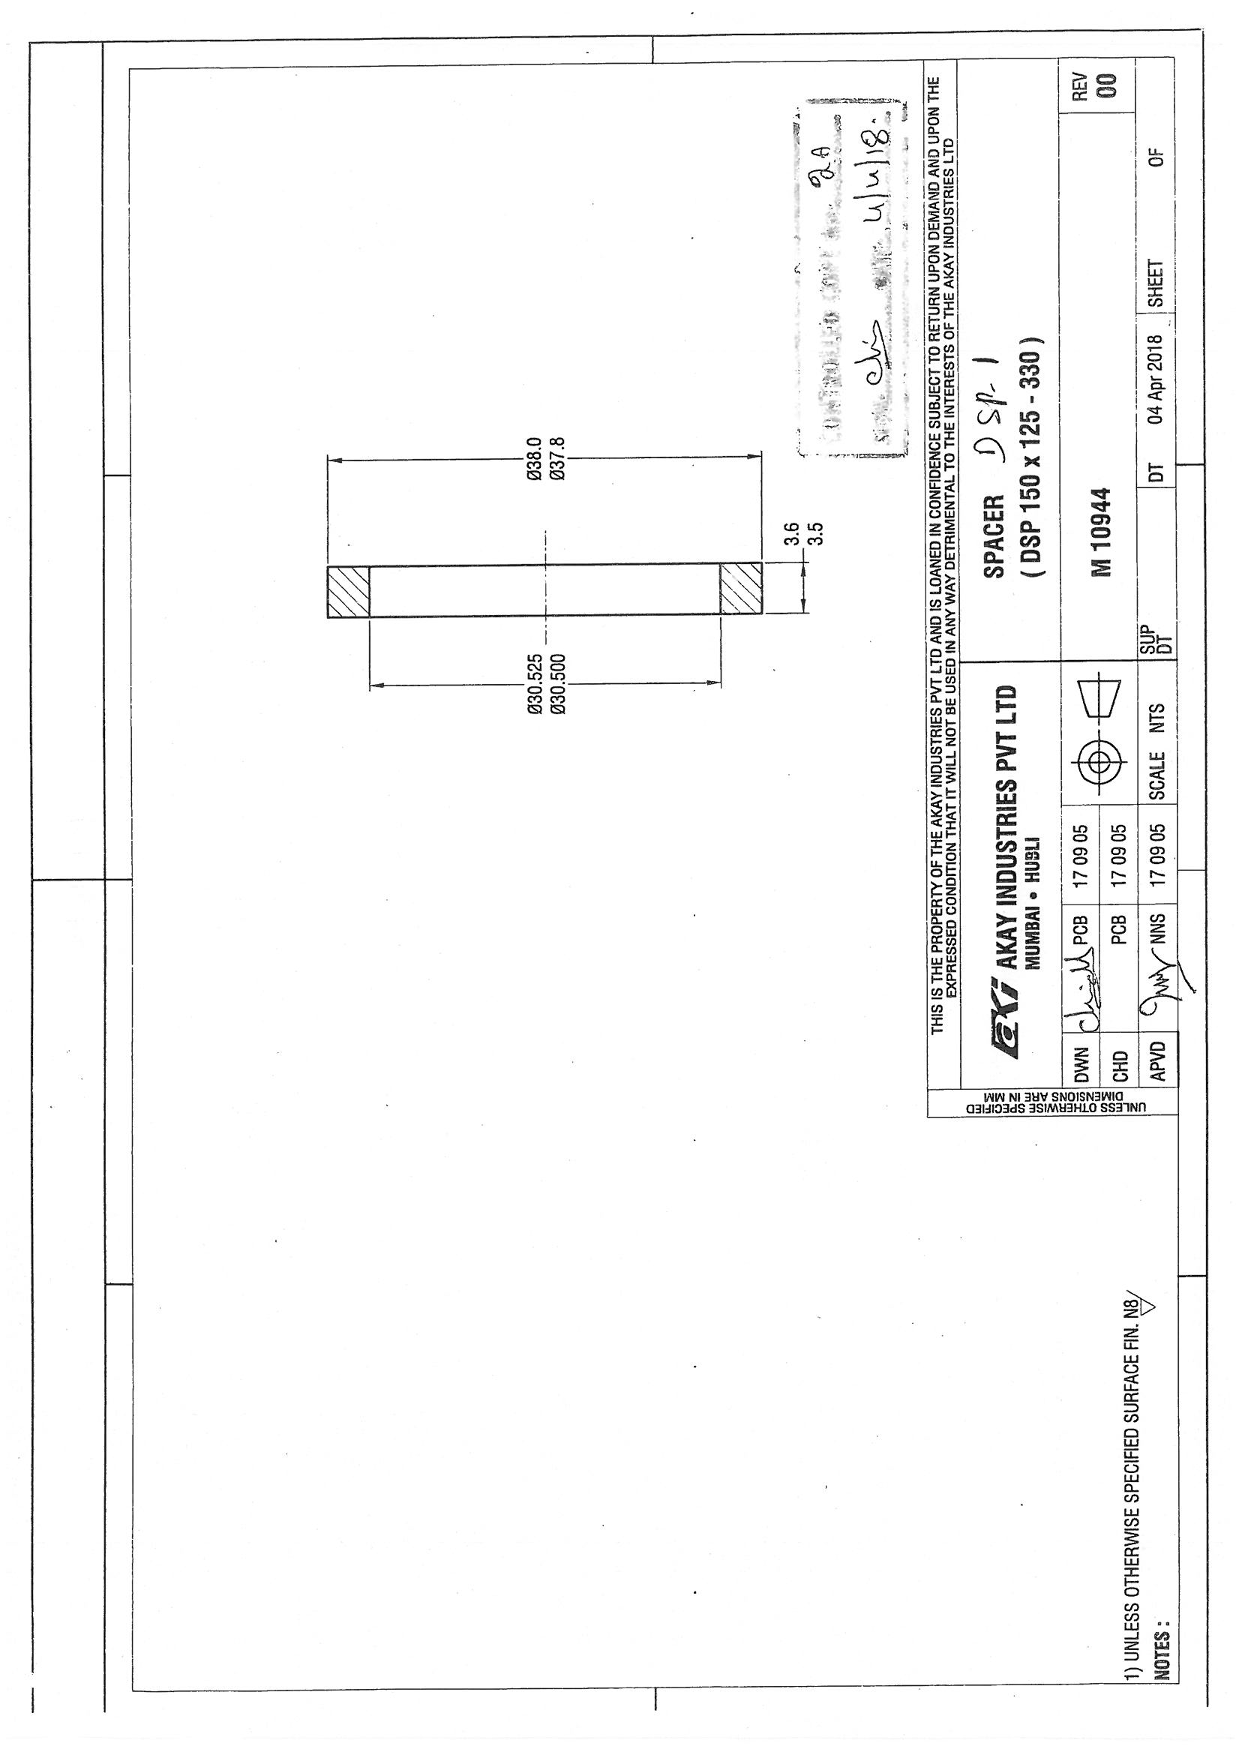 Ø38.0
Ø37.8
3.6
3.5
Ø30.525
Ø30.500
CONTROLLED COPY 2A
4/4/18.
THIS IS THE PROPERTY OF THE AKAY INDUSTRIES PVT LTD AND IS LOANED IN CONFIDENCE SUBJECT TO RETURN UPON DEMAND AND UPON THE
EXPRESSED CONDITION THAT IT WILL NOT BE USED IN ANY WAY DETRIMENTAL TO THE INTERESTS OF THE AKAY INDUSTRIES LTD
aKi AKAY INDUSTRIES PVT LTD
MUMBAI • HUBLI
SPACER DSP-1
( DSP 150 x 125 - 330 )
DWN PCB 17 09 05
CHD PCB 17 09 05
APVD NNS 17 09 05
SCALE NTS
M 10944
REV
00
SUP
DT
DT 04 Apr 2018 SHEET OF
UNLESS OTHERWISE SPECIFIED
DIMENSIONS ARE IN MM
1) UNLESS OTHERWISE SPECIFIED SURFACE FIN. N8
NOTES :